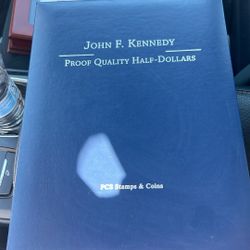 John F. Kennedy
Proof Quality Half-Dollars
PCS Stamps & Coins